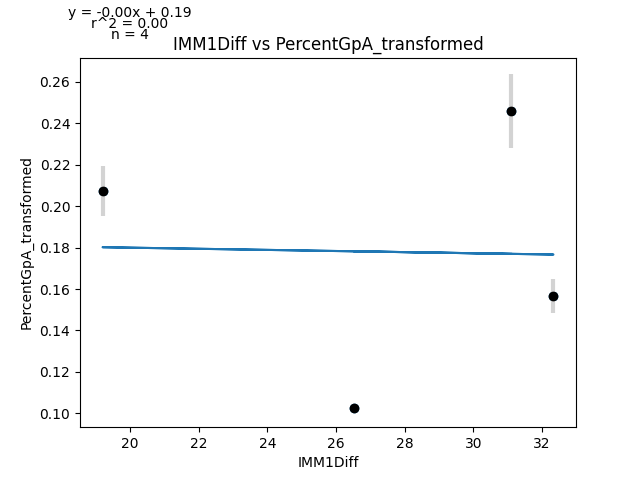 y = -0.00x + 0.19
r^2 = 0.00
n = 4
IMM1Diff vs PercentGpA_transformed
PercentGpA_transformed
0.26
0.24
0.22
0.20
0.18
0.16
0.14
0.12
0.10
20 22 24 26 28 30 32
IMM1Diff